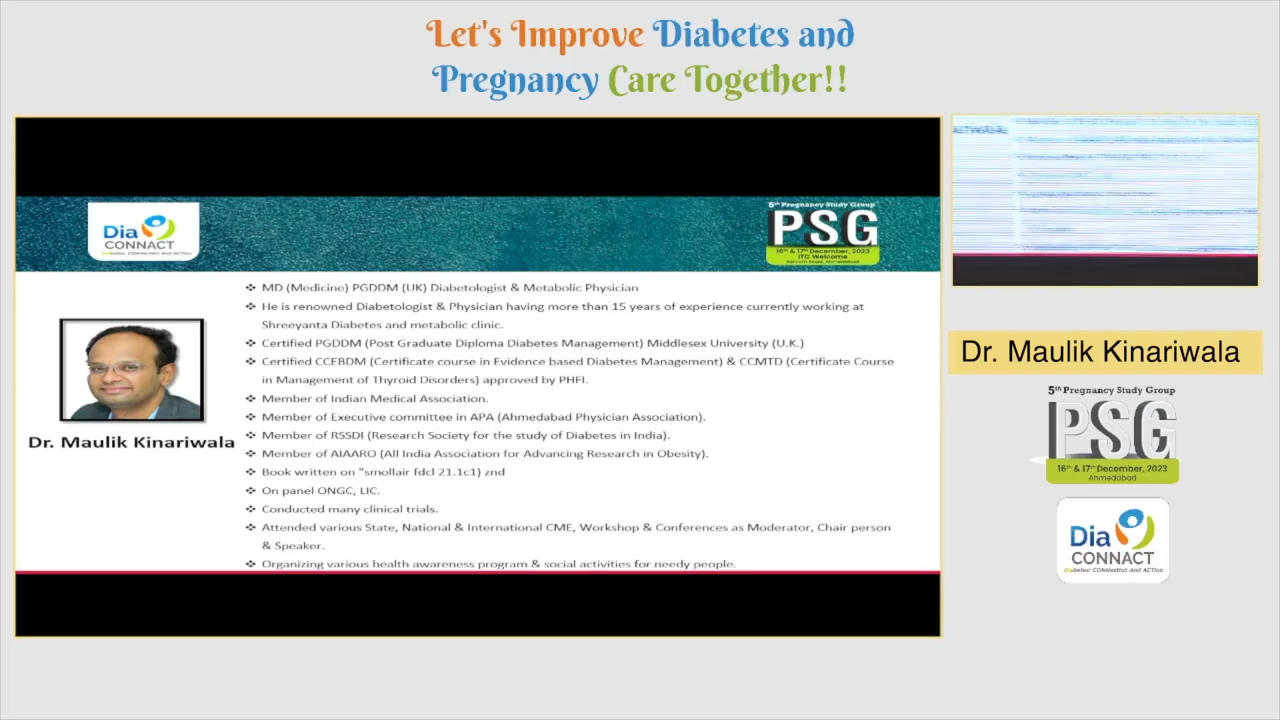 Let's Improve Diabetes and
Pregnancy Care Together!!
Dia
CONNACT
Diabetes: CONNection And ACTion
5th Pregnancy Study Group
PSG
16th & 17th December, 2023
ITC Welcome
Ashram Road, Ahmedabad
❖ MD (Medicine) PGDDM (UK) Diabetologist & Metabolic Physician
❖ He is renowned Diabetologist & Physician having more than 15 years of experience currently working at
Shreeyanta Diabetes and metabolic clinic.
❖ Certified PGDDM (Post Graduate Diploma Diabetes Management) Middlesex University (U.K.)
❖ Certified CCEBDM (Certificate course in Evidence based Diabetes Management) & CCMTD (Certificate Course
in Management of Thyroid Disorders) approved by PHFI.
❖ Member of Indian Medical Association.
❖ Member of Executive committee in APA (Ahmedabad Physician Association).
❖ Member of RSSDI (Research Society for the study of Diabetes in India).
❖ Member of AIAARO (All India Association for Advancing Research in Obesity).
❖ Book written on "smollair fdcl 21.1c1) znd
❖ On panel ONGC, LIC.
❖ Conducted many clinical trials.
❖ Attended various State, National & International CME, Workshop & Conferences as Moderator, Chair person
& Speaker.
❖ Organizing various health awareness program & social activities for needy people.
Dr. Maulik Kinariwala
Dr. Maulik Kinariwala
5th Pregnancy Study Group
PSG
16th & 17th December, 2023
Ahmedabad
Dia
CONNACT
Diabetes: CONNection And ACTion